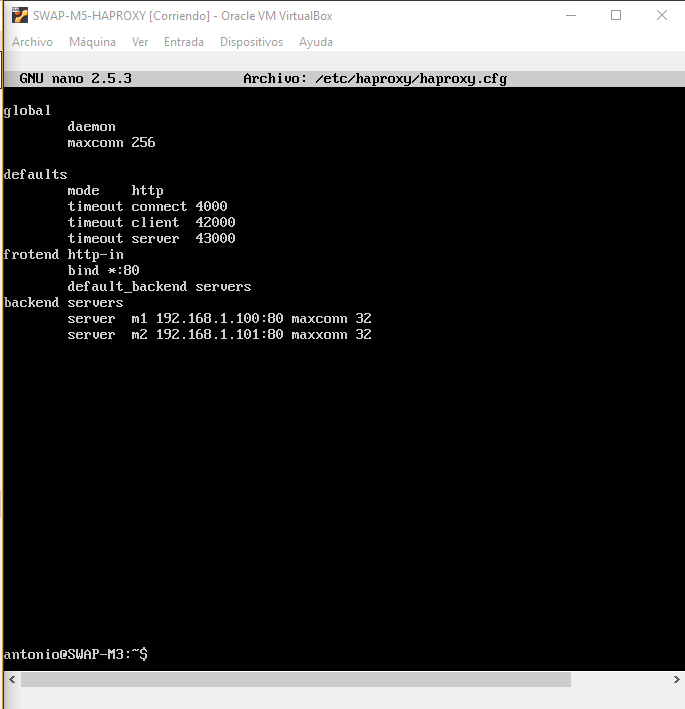 SWAP-M5-HAPROXY [Corriendo] - Oracle VM VirtualBox
Archivo Máquina Ver Entrada Dispositivos Ayuda
GNU nano 2.5.3 Archivo: /etc/haproxy/haproxy.cfg
global
daemon
maxconn 256
defaults
mode http
timeout connect 4000
timeout client 42000
timeout server 43000
frotend http-in
bind *:80
default_backend servers
backend servers
server m1 192.168.1.100:80 maxconn 32
server m2 192.168.1.101:80 maxxonn 32
antonio@SWAP-M3:~$